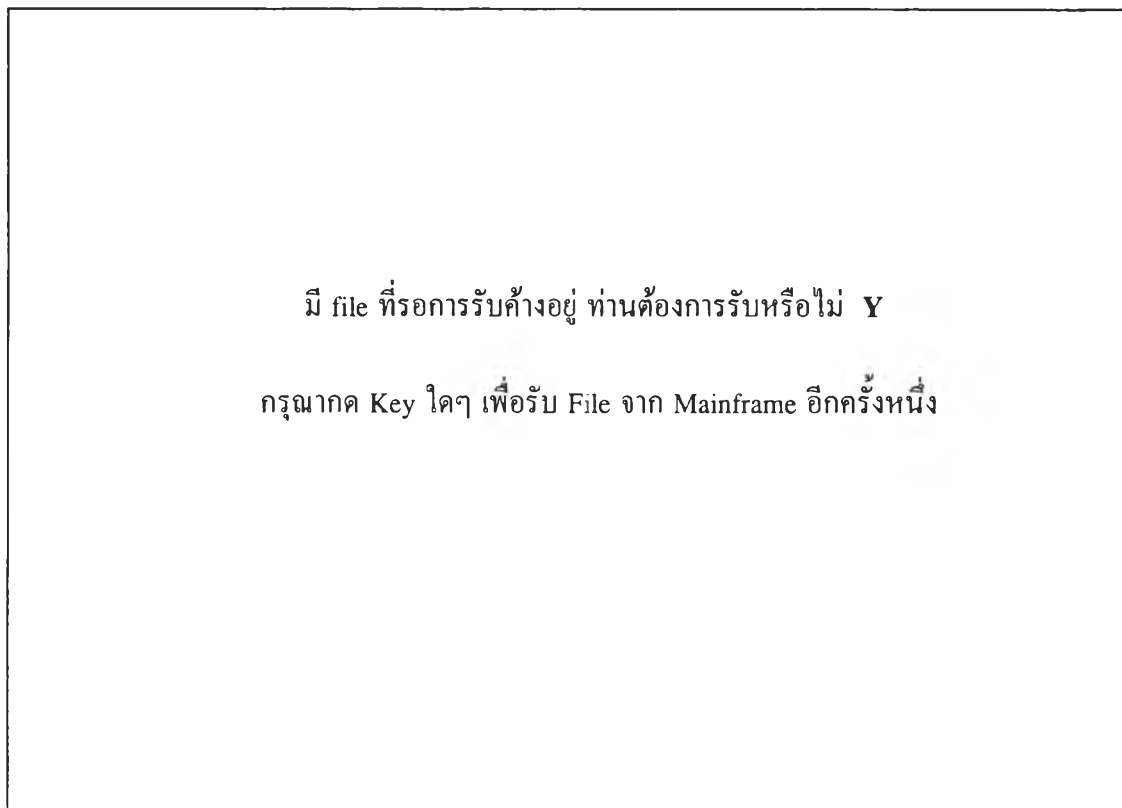 มี file ที่รอการรับค้างอยู่ ท่านต้องการรับหรือไม่ Y
กรุณากด Key ใดๆ เพื่อรับ File จาก Mainframe อีกครั้งหนึ่ง